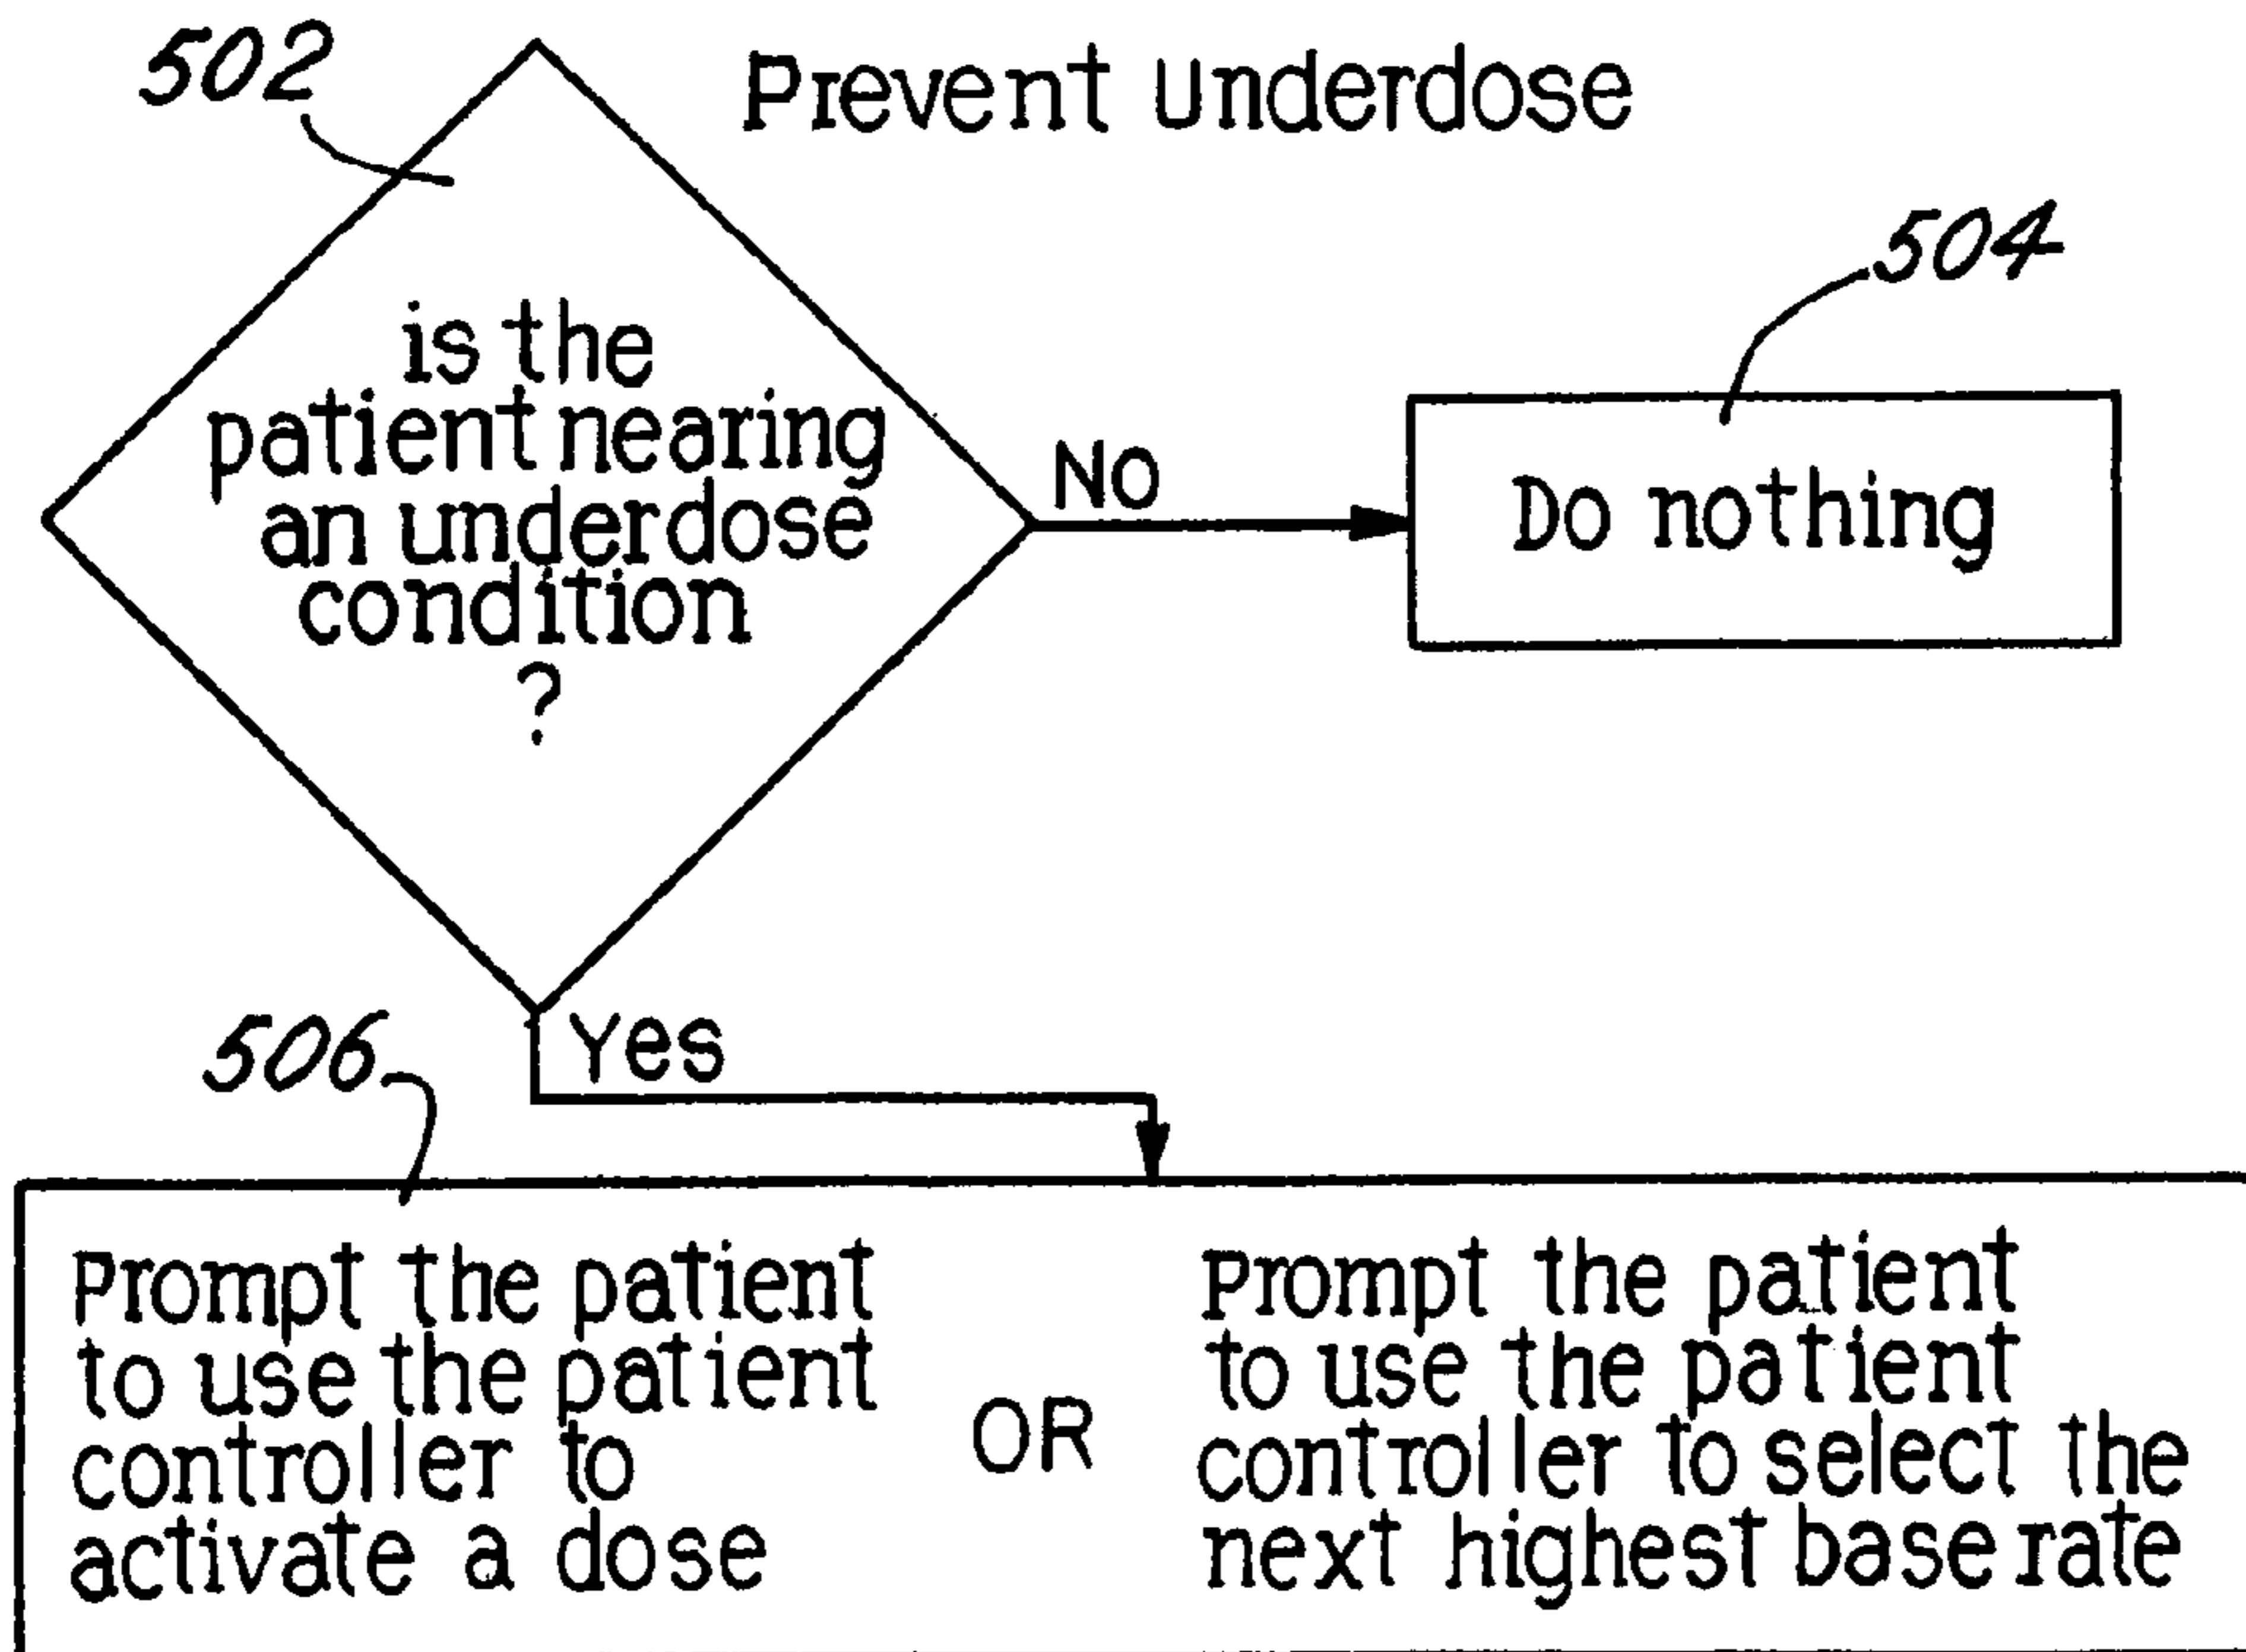 502
Prevent Underdose
504
is the
patient nearing
an underdose
condition
?
No
Do nothing
Yes
506
Prompt the patient
to use the patient
controller to
activate a dose
OR
Prompt the patient
to use the patient
controller to select the
next highest base rate